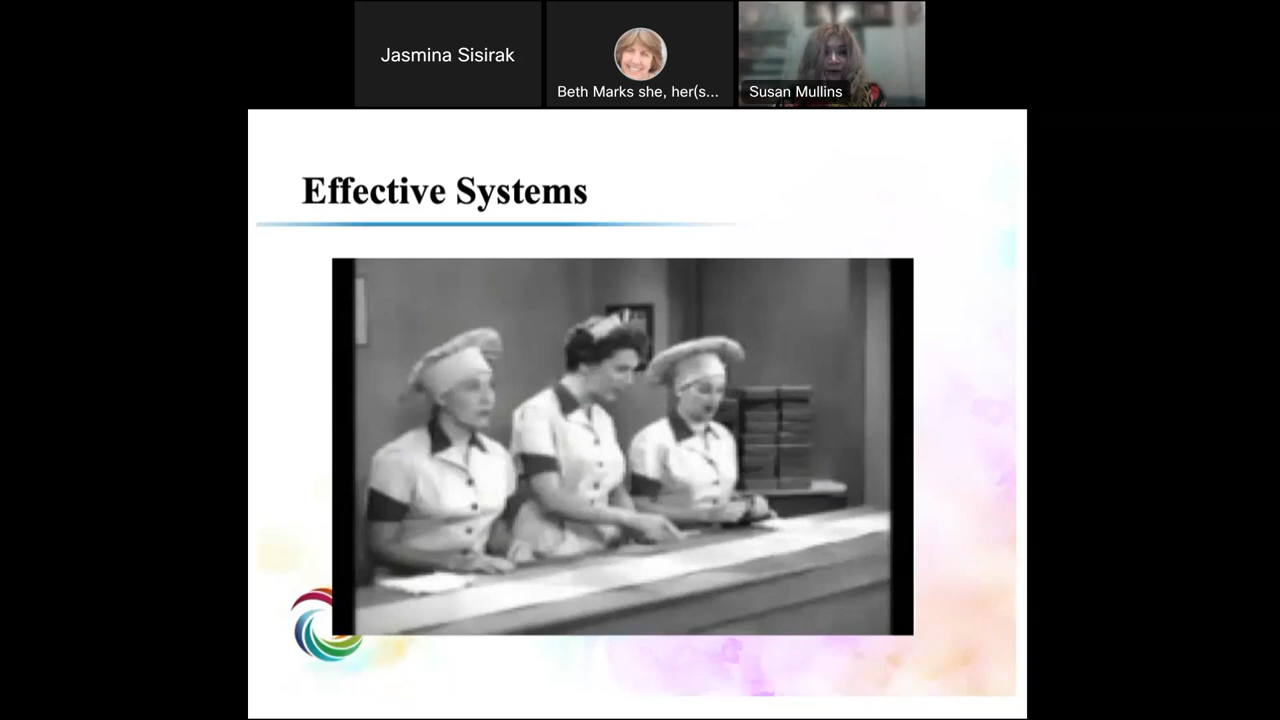 Jasmina Sisirak
Beth Marks she, her(s...
Susan Mullins
Effective Systems